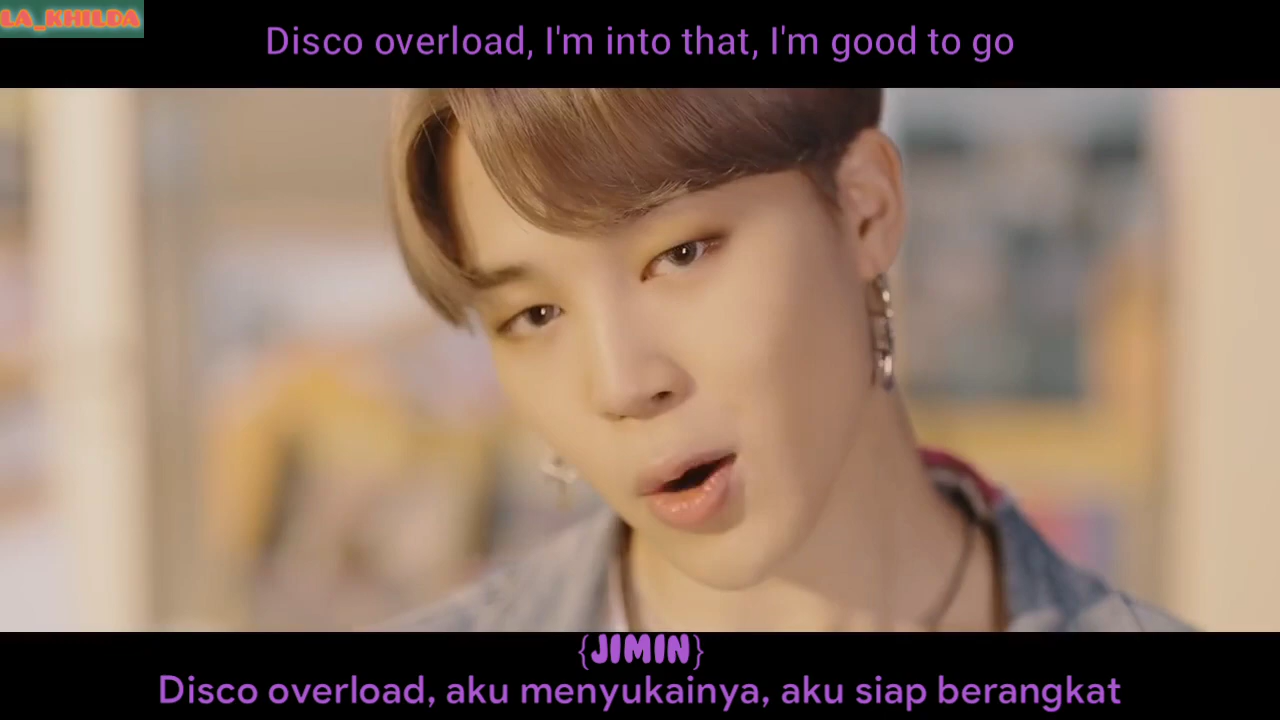 LA_KHILDA
Disco overload, I'm into that, I'm good to go
{JIMIN}
Disco overload, aku menyukainya, aku siap berangkat